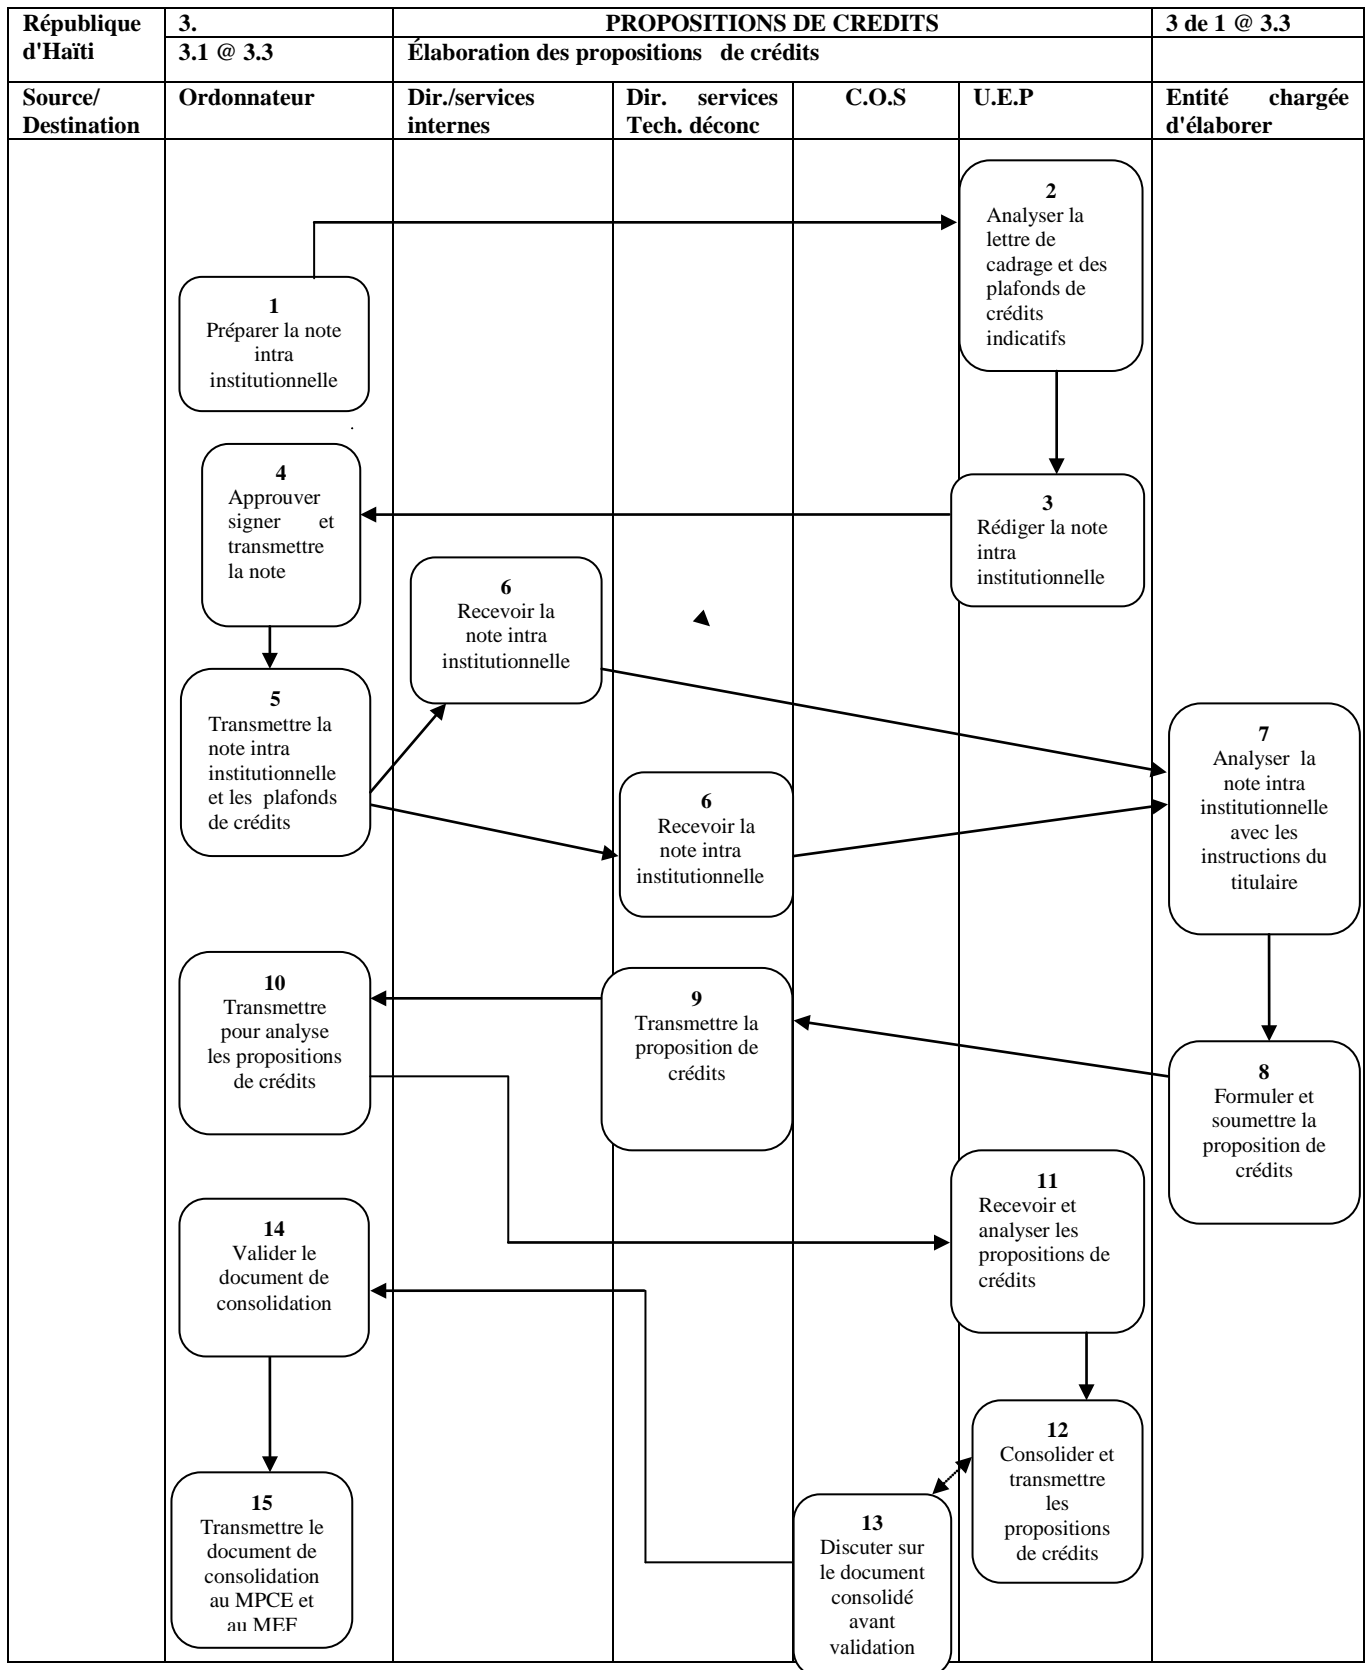 République d'Haïti
3.
PROPOSITIONS DE CREDITS
3 de 1 @ 3.3
3.1 @ 3.3
Élaboration des propositions de crédits
Source/
Destination
Ordonnateur
Dir./services
internes
Dir. services
Tech. déconc
C.O.S
U.E.P
Entité chargée
d'élaborer
2
Analyser la
lettre de
cadrage et des
plafonds de
crédits
indicatifs
1
Préparer la note
intra
institutionnelle
.
4
Approuver
signer et
transmettre
la note
3
Rédiger la note
intra
institutionnelle
6
Recevoir la
note intra
institutionnelle
5
Transmettre la
note intra
institutionnelle
et les plafonds
de crédits
6
Recevoir la
note intra
institutionnelle
7
Analyser la
note intra
institutionnelle
avec les
instructions du
titulaire
10
Transmettre
pour analyse
les propositions
de crédits
9
Transmettre la
proposition de
crédits
8
Formuler et
soumettre la
proposition de
crédits
11
Recevoir et
analyser les
propositions de
crédits
14
Valider le
document de
consolidation
12
Consolider et
transmettre
les
propositions
de crédits
15
Transmettre le
document de
consolidation
au MPCE et
au MEF
13
Discuter sur
le document
consolidé
avant
validation